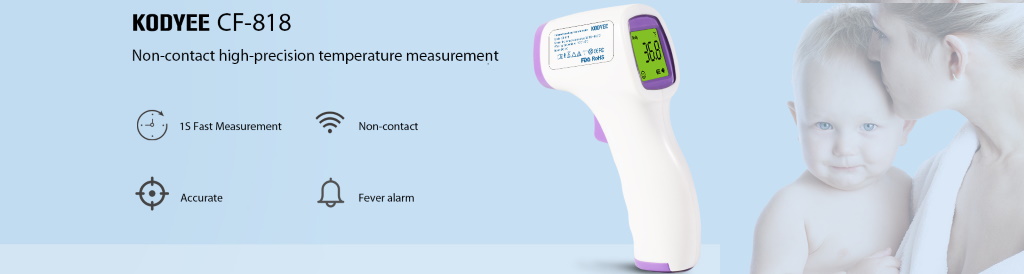 KODYEE CF-818
Non-contact high-precision temperature measurement
1S Fast Measurement
Non-contact
Accurate
Fever alarm
KODYEE
FDA RoHS
36.8